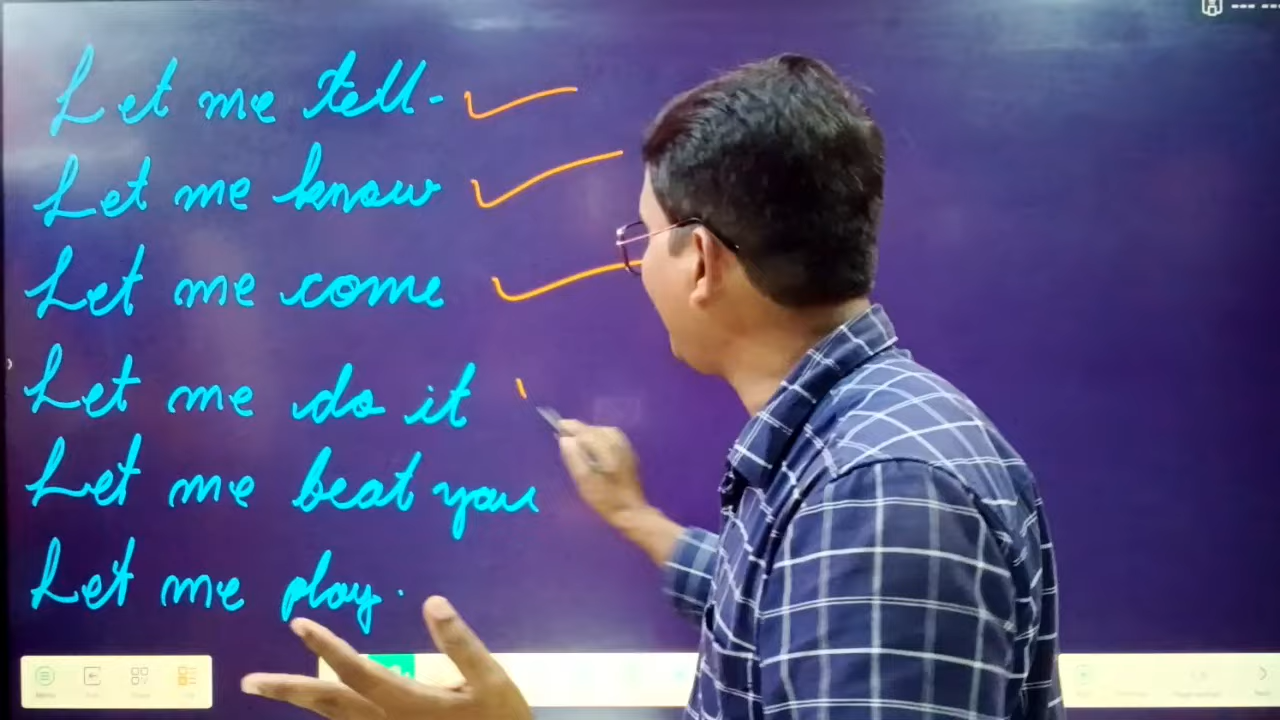 Let me tell.
Let me know
Let me come
Let me do it
Let me beat you
Let me play.